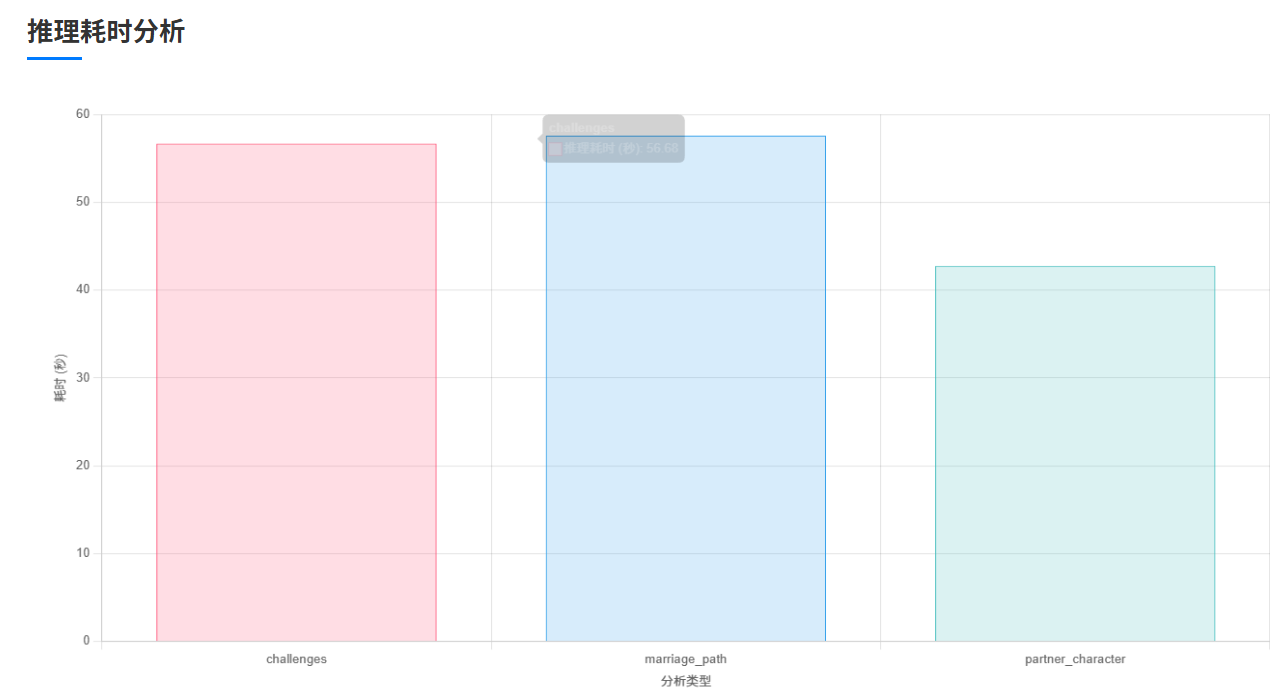 推理耗时分析
60
50
40
30
20
10
0
耗时 (秒)
challenges
推理耗时 (秒): 56.68
challenges
marriage_path
partner_character
分析类型